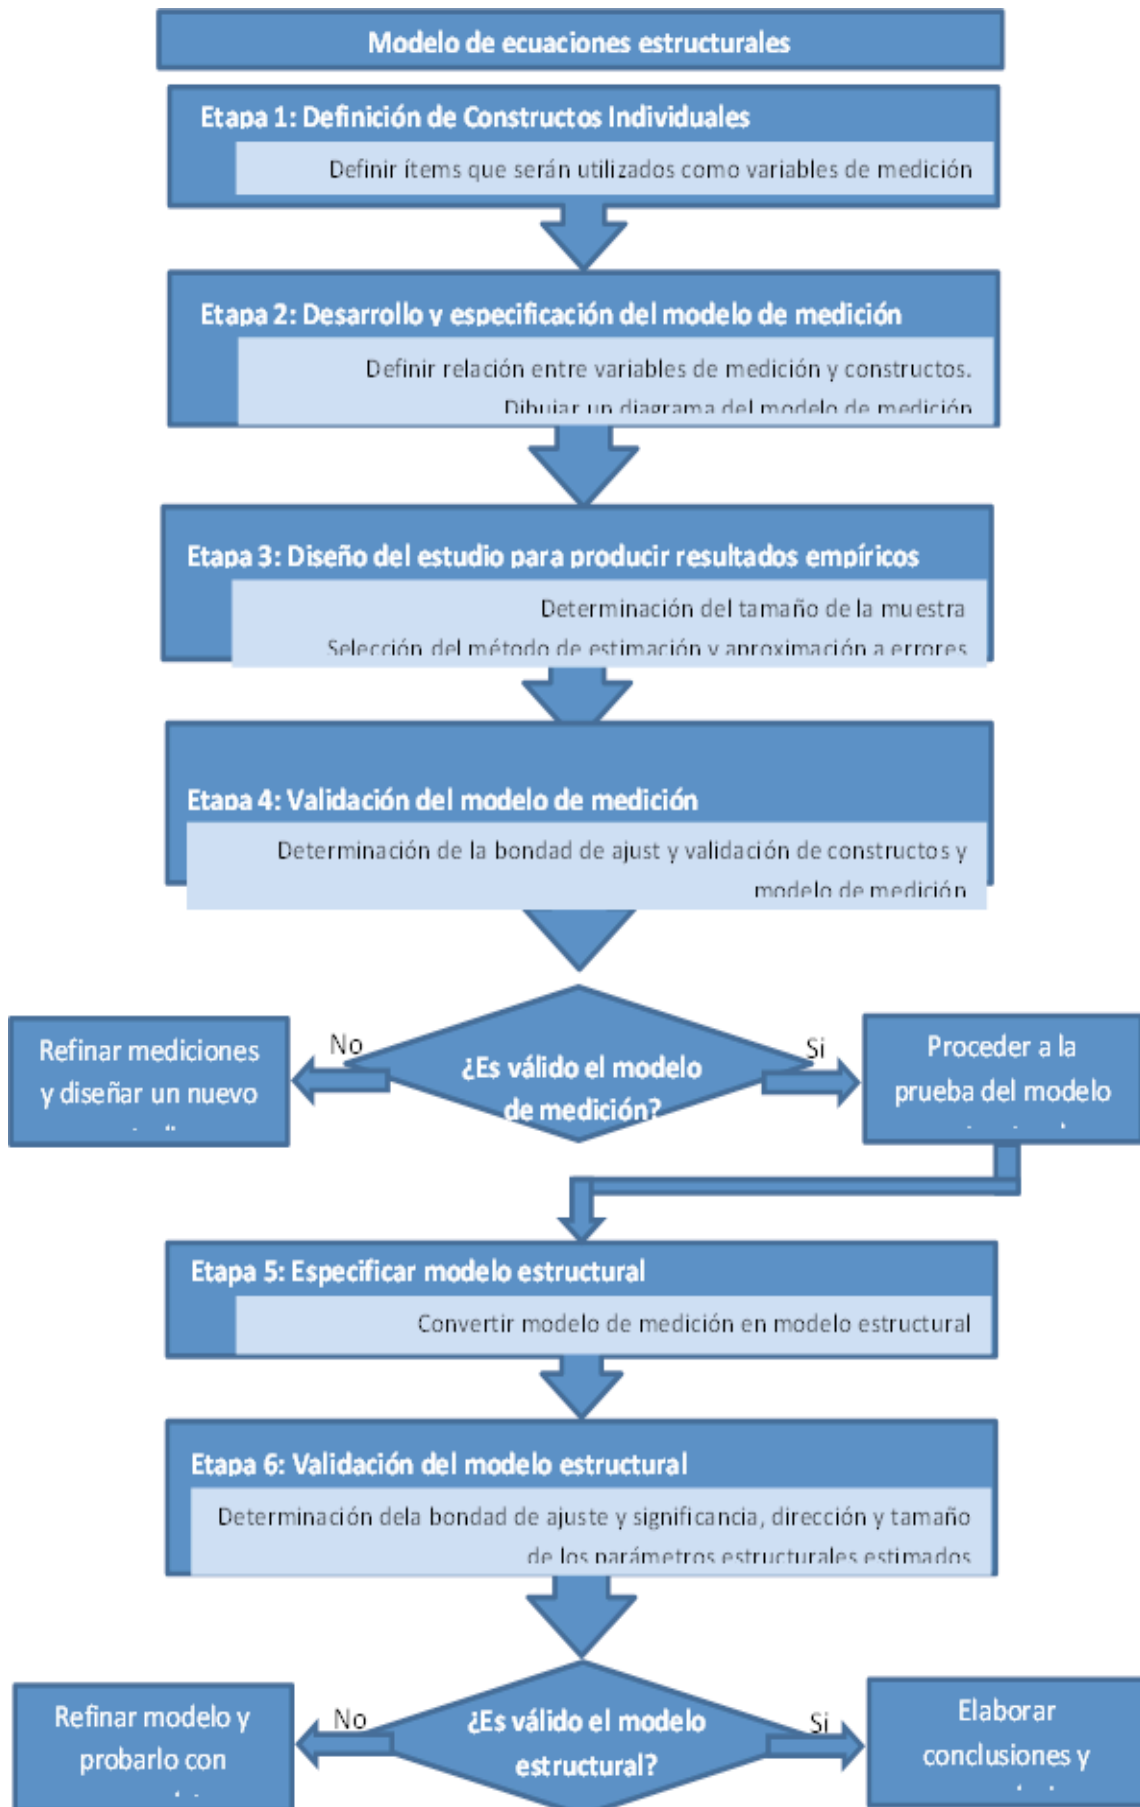 Modelo de ecuaciones estructurales
Etapa 1: Definición de Constructos Individuales
Definir ítems que serán utilizados como variables de medición
Etapa 2: Desarrollo y especificación del modelo de medición
Definir relación entre variables de medición y constructos.
Dibujar un diagrama del modelo de medición
Etapa 3: Diseño del estudio para producir resultados empíricos
Determinación del tamaño de la muestra
Selección del método de estimación y aproximación a errores
Etapa 4: Validación del modelo de medición
Determinación de la bondad de ajust y validación de constructos y
modelo de medición
No
¿Es válido el modelo
de medición?
Si
Refinar mediciones
y diseñar un nuevo
Proceder a la
prueba del modelo
Etapa 5: Especificar modelo estructural
Convertir modelo de medición en modelo estructural
Etapa 6: Validación del modelo estructural
Determinación dela bondad de ajuste y significancia, dirección y tamaño
de los parámetros estructurales estimados
No
¿Es válido el modelo
estructural?
Si
Refinar modelo y
probarlo con
Elaborar
conclusiones y